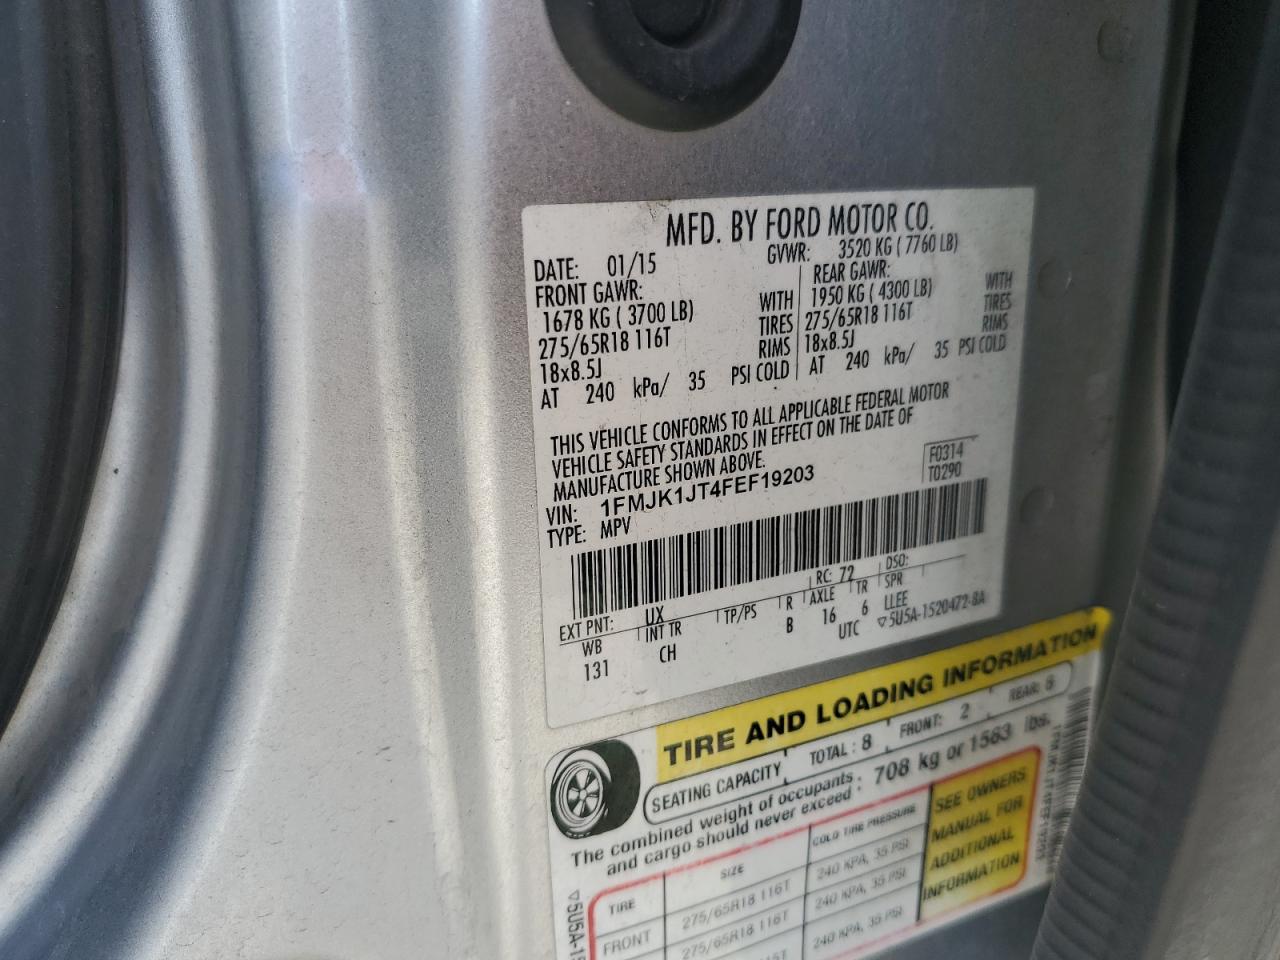 MFD. BY FORD MOTOR CO.
DATE: 01/15 GVWR: 3520 KG ( 7760 LB)
FRONT GAWR: REAR GAWR:
1678 KG ( 3700 LB) WITH 1950 KG ( 4300 LB) WITH
275/65R18 116T TIRES 275/65R18 116T TIRES
18x8.5J RIMS 18x8.5J RIMS
AT 240 kPa/ 35 PSI COLD AT 240 kPa/ 35 PSI COLD
THIS VEHICLE CONFORMS TO ALL APPLICABLE FEDERAL MOTOR
VEHICLE SAFETY STANDARDS IN EFFECT ON THE DATE OF
MANUFACTURE SHOWN ABOVE.
F0314
VIN: 1FMJK1JT4FEF19203
T0290
TYPE: MPV
EXT PNT: UX RC: 72 DSO:
WB INT TR TP/PS R AXLE TR SPR
131 CH B 16 6 LLEE
UTC ▽5U5A-1520472-BA
TIRE AND LOADING INFORMATION
SEATING CAPACITY TOTAL: 8 FRONT: 2 REAR: 6
The combined weight of occupants and cargo should never exceed: 708 kg or 1563 lbs.
TIRE SIZE COLD TIRE PRESSURE
FRONT 275/65R18 116T 240 KPA, 35 PSI
275/65R18 116T 240 KPA, 35 PSI
240 KPA, 35 PSI
SEE OWNERS
MANUAL FOR
ADDITIONAL
INFORMATION